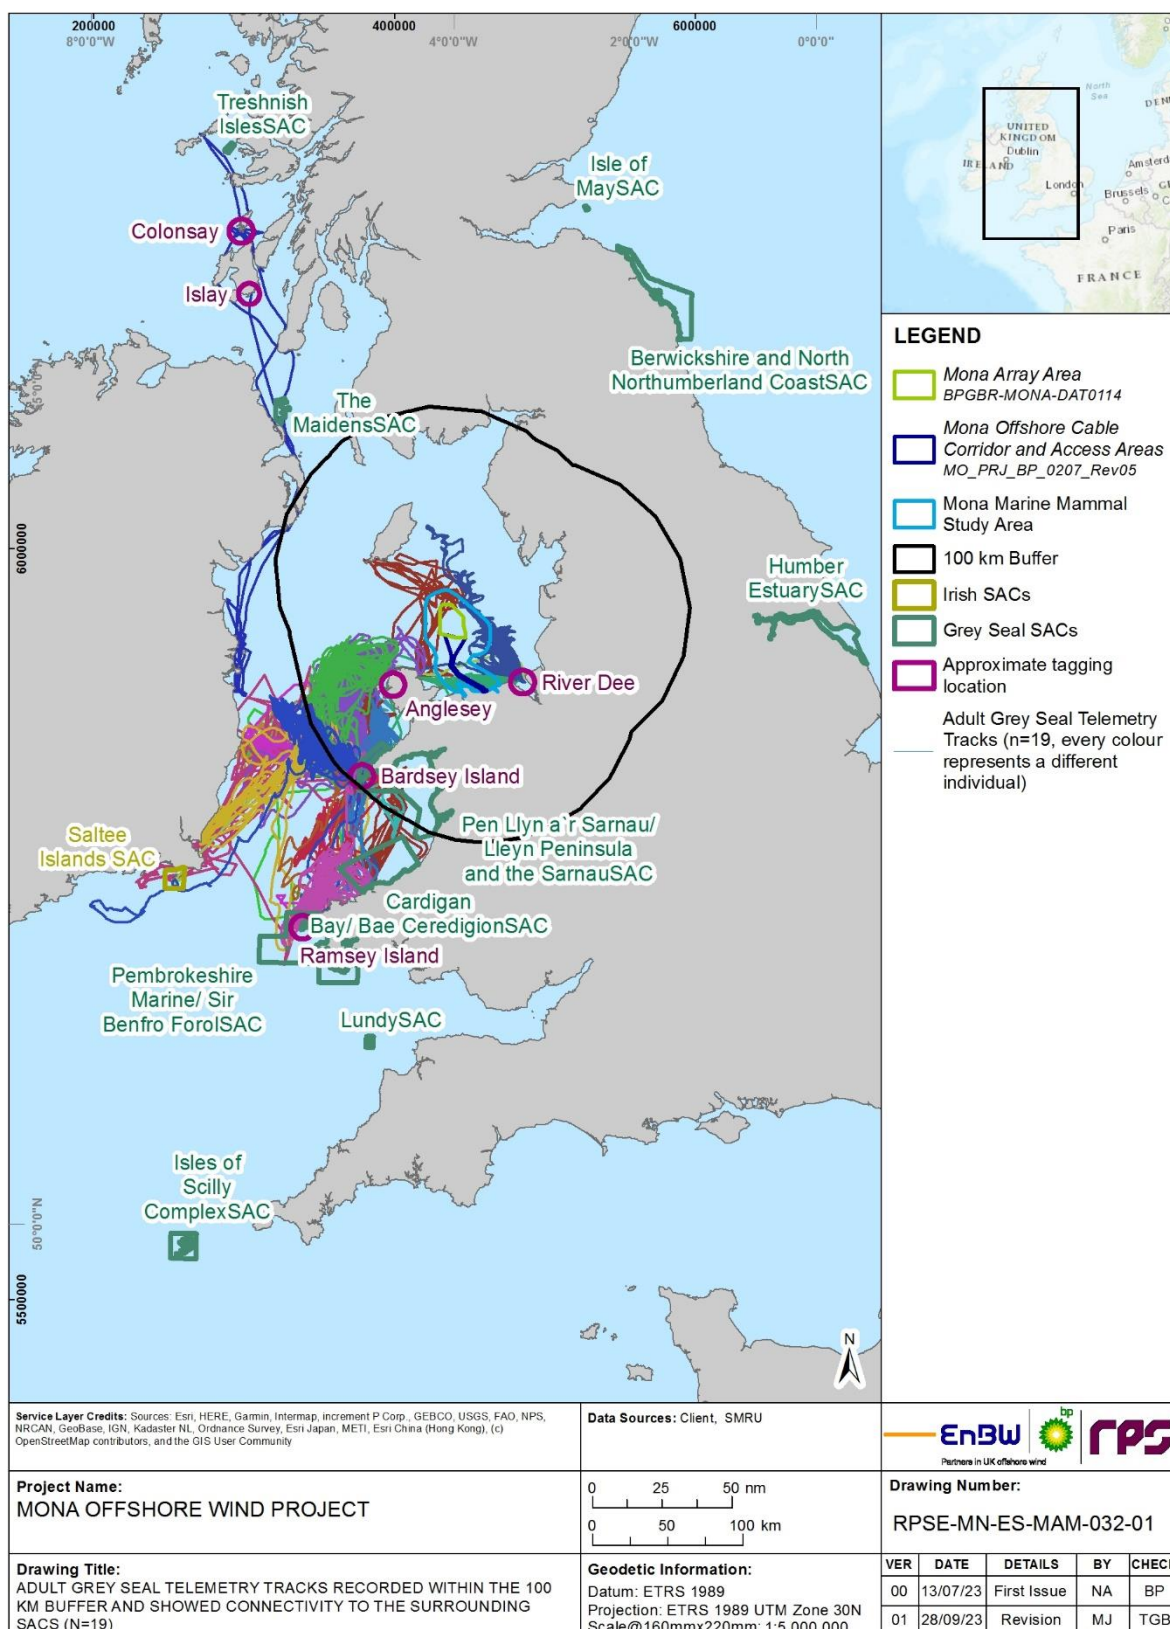 200000
400000
600000
8°0'0"W
4°0'0"W
2°0'0"W
0°0'0"
Treshnish
IslesSAC
Isle of
MaySAC
Colonsay
Islay
Berwickshire and North
Northumberland CoastSAC
The
MaidensSAC
6000000
Humber
EstuarySAC
River Dee
Anglesey
Bardsey Island
Saltee
Islands SAC
Pen Llyn a`r Sarnau/
Lleyn Peninsula
and the SarnauSAC
Cardigan
Bay/ Bae CeredigionSAC
Ramsey Island
Pembrokeshire
Marine/ Sir
Benfro ForolSAC
LundySAC
Isles of
Scilly
ComplexSAC
50°0'0"N
5500000
N
North
Sea
UNITED
KINGDOM
Dublin
IRELAND
London
Amsterd
Brussels
Paris
FRANCE
DEN
LEGEND
Mona Array Area
BPGBR-MONA-DAT0114
Mona Offshore Cable
Corridor and Access Areas
MO_PRJ_BP_0207_Rev05
Mona Marine Mammal
Study Area
100 km Buffer
Irish SACs
Grey Seal SACs
Approximate tagging
location
Adult Grey Seal Telemetry
Tracks (n=19, every colour
represents a different
individual)
Service Layer Credits: Sources: Esri, HERE, Garmin, Intermap, increment P Corp., GEBCO, USGS, FAO, NPS,
NRCAN, GeoBase, IGN, Kadaster NL, Ordnance Survey, Esri Japan, METI, Esri China (Hong Kong), (c)
OpenStreetMap contributors, and the GIS User Community
Data Sources: Client, SMRU
EnBW
Partners in UK offshore wind
bp
rps
Project Name:
MONA OFFSHORE WIND PROJECT
0 25 50 nm
0 50 100 km
Drawing Number:
RPSE-MN-ES-MAM-032-01
Drawing Title:
ADULT GREY SEAL TELEMETRY TRACKS RECORDED WITHIN THE 100
KM BUFFER AND SHOWED CONNECTIVITY TO THE SURROUNDING
SACS (N=19)
Geodetic Information:
Datum: ETRS 1989
Projection: ETRS 1989 UTM Zone 30N
Scale@160mmx220mm: 1:5,000,000
VER DATE DETAILS BY CHECK
00 13/07/23 First Issue NA BP
01 28/09/23 Revision MJ TGB